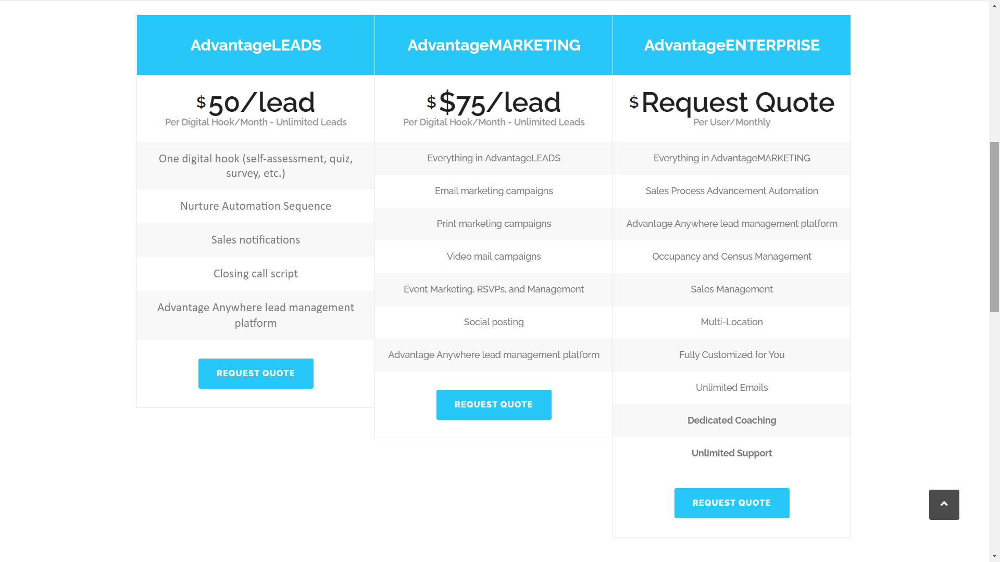 AdvantageLEADS
$50/lead
Per Digital Hook/Month - Unlimited Leads
One digital hook (self-assessment, quiz,
survey, etc.)
Nurture Automation Sequence
Sales notifications
Closing call script
Advantage Anywhere lead management
platform
REQUEST QUOTE
AdvantageMARKETING
$$75/lead
Per Digital Hook/Month - Unlimited Leads
Everything in AdvantageLEADS
Email marketing campaigns
Print marketing campaigns
Video mail campaigns
Event Marketing, RSVPs, and Management
Social posting
Advantage Anywhere lead management platform
REQUEST QUOTE
AdvantageENTERPRISE
$Request Quote
Per User/Monthly
Everything in AdvantageMARKETING
Sales Process Advancement Automation
Advantage Anywhere lead management platform
Occupancy and Census Management
Sales Management
Multi-Location
Fully Customized for You
Unlimited Emails
Dedicated Coaching
Unlimited Support
REQUEST QUOTE